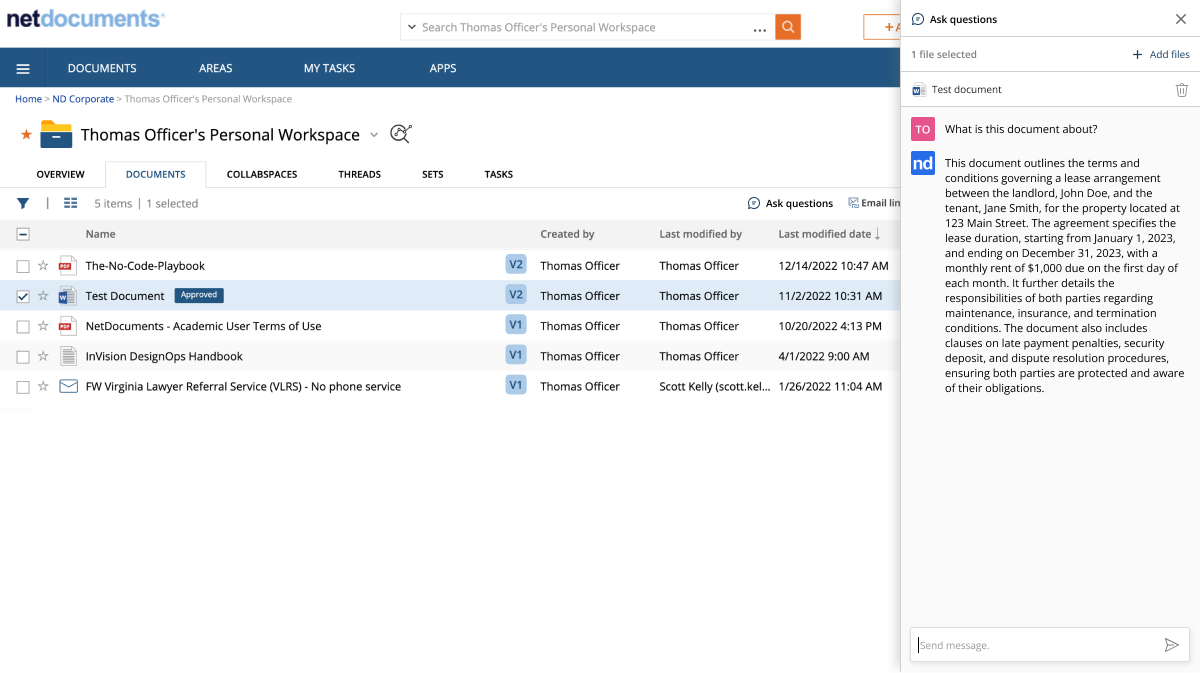 netdocuments®
Search Thomas Officer's Personal Workspace ...
DOCUMENTS AREAS MY TASKS APPS
Home > ND Corporate > Thomas Officer's Personal Workspace
Thomas Officer's Personal Workspace
OVERVIEW DOCUMENTS COLLABSPACES THREADS SETS TASKS
5 items | 1 selected Ask questions Email lin
Name Created by Last modified by Last modified date ↓
PDF The-No-Code-Playbook V2 Thomas Officer Thomas Officer 12/14/2022 10:47 AM
W Test Document Approved V2 Thomas Officer Thomas Officer 11/2/2022 10:31 AM
PDF NetDocuments - Academic User Terms of Use V1 Thomas Officer Thomas Officer 10/20/2022 4:13 PM
InVision DesignOps Handbook V1 Thomas Officer Thomas Officer 4/1/2022 9:00 AM
FW Virginia Lawyer Referral Service (VLRS) - No phone service V1 Thomas Officer Scott Kelly (scott.kel... 1/26/2022 11:04 AM
Ask questions
1 file selected + Add files
W Test document
TO What is this document about?
nd This document outlines the terms and
conditions governing a lease arrangement
between the landlord, John Doe, and the
tenant, Jane Smith, for the property located at
123 Main Street. The agreement specifies the
lease duration, starting from January 1, 2023,
and ending on December 31, 2023, with a
monthly rent of $1,000 due on the first day of
each month. It further details the
responsibilities of both parties regarding
maintenance, insurance, and termination
conditions. The document also includes
clauses on late payment penalties, security
deposit, and dispute resolution procedures,
ensuring both parties are protected and aware
of their obligations.
Send message.